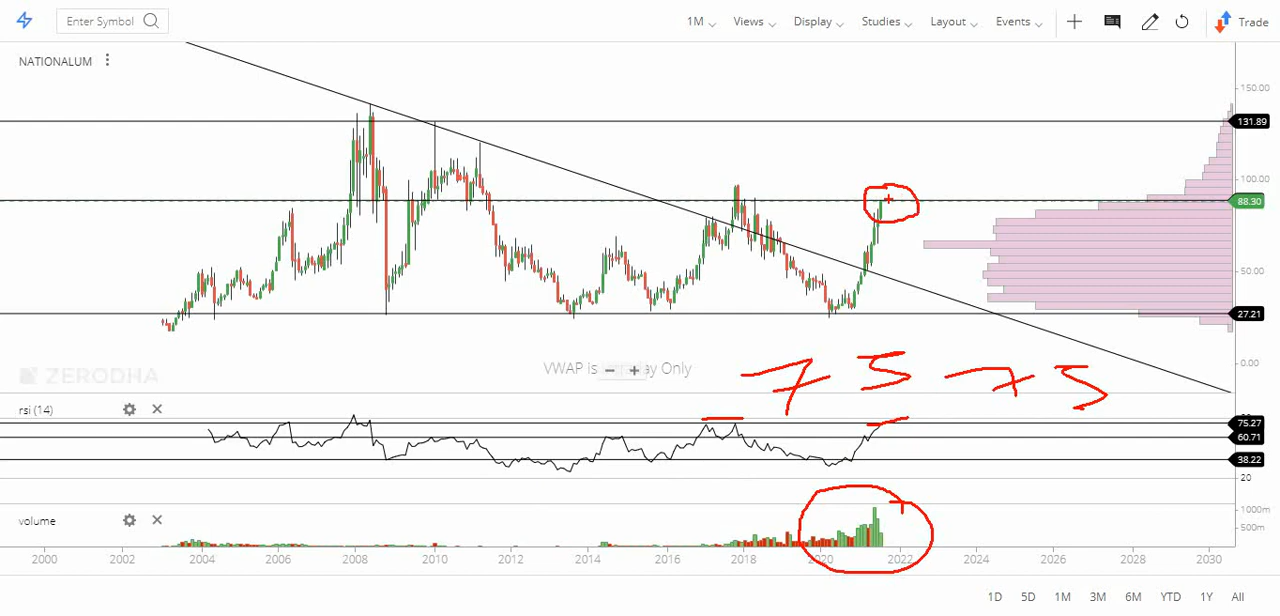 Enter Symbol 1M Views Display Studies Layout Events Trade
NATIONALUM
150.00
131.89
100.00
88.30
50.00
27.21
0.00
ZERODHA
VWAP is
ay Only
73 - 75
rsi (14)
75.27
60.71
38.22
20
volume
1000m
500m
2000 2002 2004 2006 2008 2010 2012 2014 2016 2018 2020 2022 2024 2026 2028 2030
1D 5D 1M 3M 6M YTD 1Y All